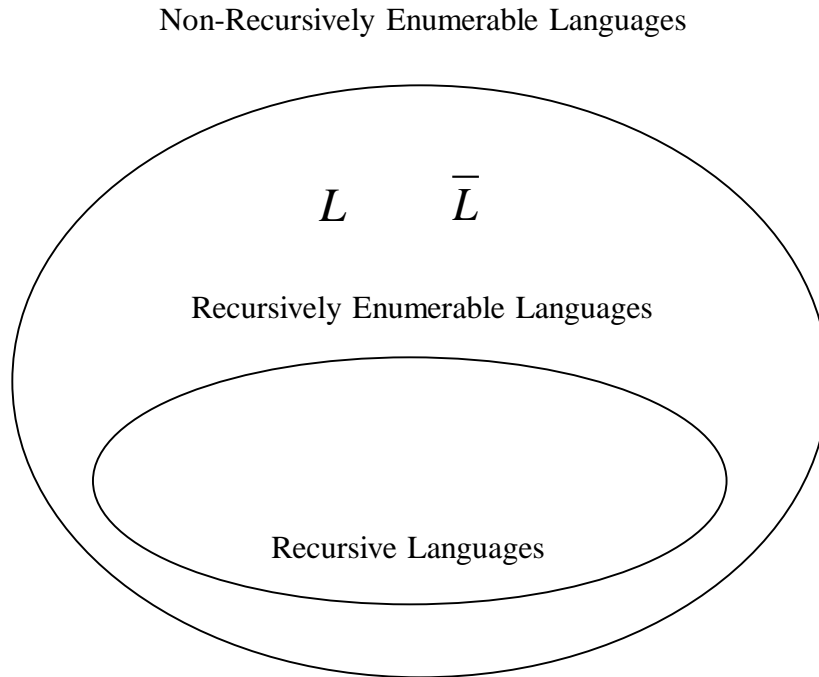 Non-Recursively Enumerable Languages
L L̅
Recursively Enumerable Languages
Recursive Languages